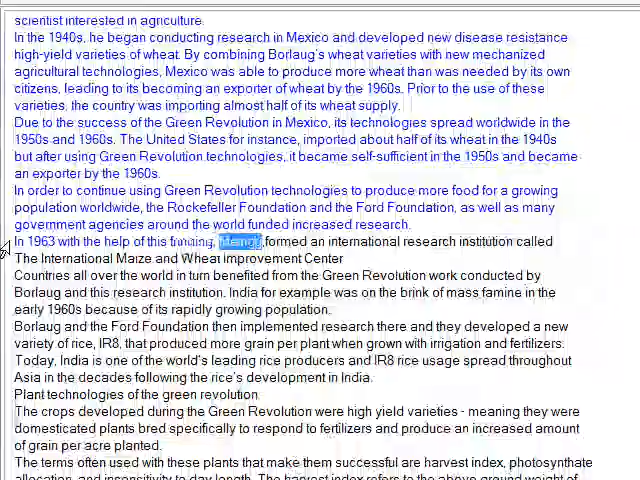 scientist interested in agriculture.
In the 1940s, he began conducting research in Mexico and developed new disease resistance
high-yield varieties of wheat. By combining Borlaug's wheat varieties with new mechanized
agricultural technologies, Mexico was able to produce more wheat than was needed by its own
citizens, leading to its becoming an exporter of wheat by the 1960s. Prior to the use of these
varieties, the country was importing almost half of its wheat supply.
Due to the success of the Green Revolution in Mexico, its technologies spread worldwide in the
1950s and 1960s. The United States for instance, imported about half of its wheat in the 1940s
but after using Green Revolution technologies, it became self-sufficient in the 1950s and became
an exporter by the 1960s.
In order to continue using Green Revolution technologies to produce more food for a growing
population worldwide, the Rockefeller Foundation and the Ford Foundation, as well as many
government agencies around the world funded increased research.
In 1963 with the help of this funding, Mexico formed an international research institution called
The International Maize and Wheat improvement Center
Countries all over the world in turn benefited from the Green Revolution work conducted by
Borlaug and this research institution. India for example was on the brink of mass famine in the
early 1960s because of its rapidly growing population.
Borlaug and the Ford Foundation then implemented research there and they developed a new
variety of rice, IR8, that produced more grain per plant when grown with irrigation and fertilizers.
Today, India is one of the world's leading rice producers and IR8 rice usage spread throughout
Asia in the decades following the rice's development in India.
Plant technologies of the green revolution
The crops developed during the Green Revolution were high yield varieties - meaning they were
domesticated plants bred specifically to respond to fertilizers and produce an increased amount
of grain per acre planted.
The terms often used with these plants that make them successful are harvest index, photosynthate
allocation, and insensitivity to day length. The harvest index refers to the above ground weight of